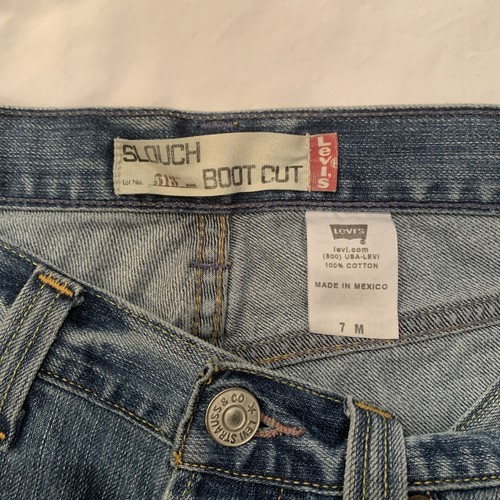 SLOUCH
Lot No. 518 - BOOT CUT
Levi's
Levi's
levi.com
(800) USA-LEVI
100% COTTON
MADE IN MEXICO
7 M
LEVI STRAUSS & CO